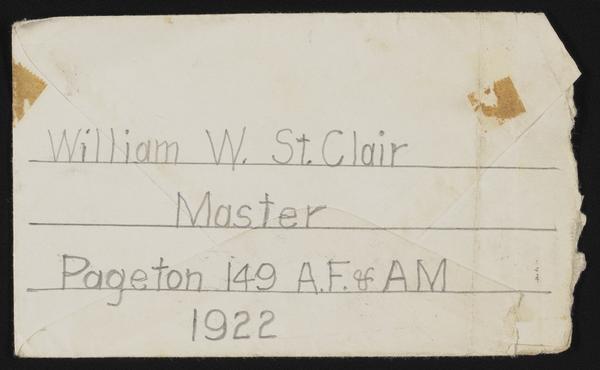 William W. St. Clair
Master
Pageton 149 A.F. & AM
1922